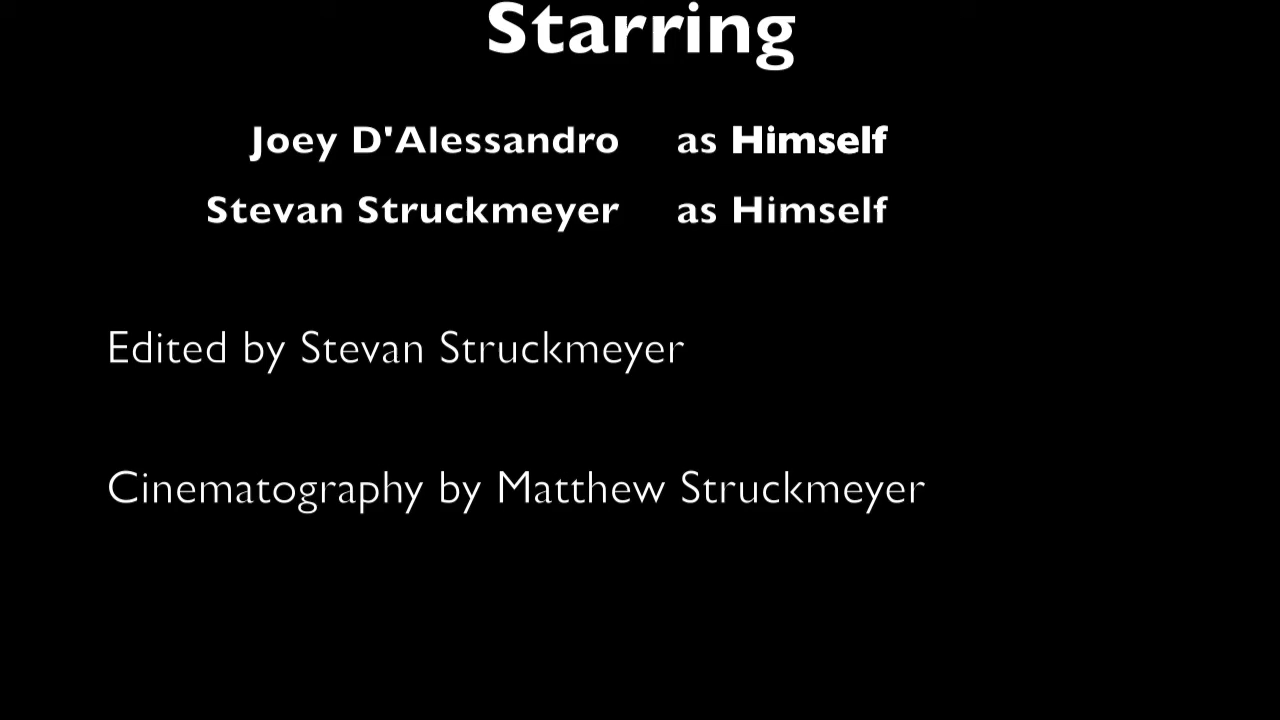 Starring
Joey D'Alessandro as Himself
Stevan Struckmeyer as Himself
Edited by Stevan Struckmeyer
Cinematography by Matthew Struckmeyer